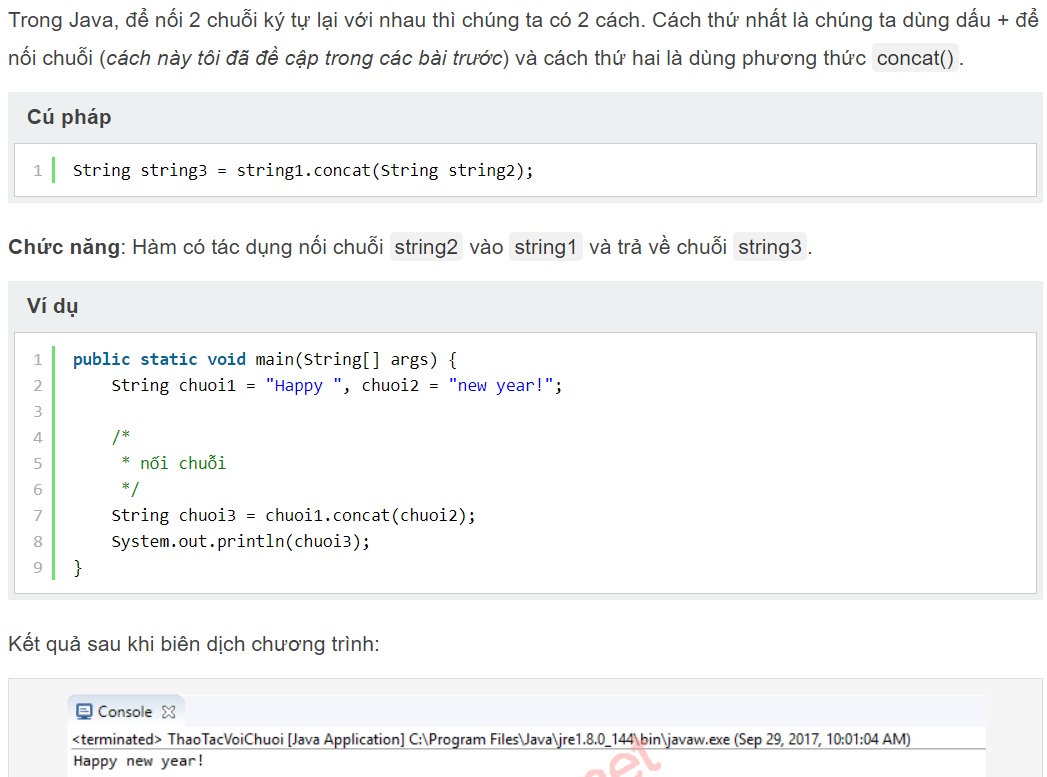 Trong Java, để nối 2 chuỗi ký tự lại với nhau thì chúng ta có 2 cách. Cách thứ nhất là chúng ta dùng dấu + để
nối chuỗi (cách này tôi đã đề cập trong các bài trước) và cách thứ hai là dùng phương thức concat() .
Cú pháp
1 String string3 = string1.concat(String string2);
Chức năng: Hàm có tác dụng nối chuỗi string2 vào string1 và trả về chuỗi string3 .
Ví dụ
1 public static void main(String[] args) {
2     String chuoi1 = "Happy ", chuoi2 = "new year!";
3
4     /*
5      * nối chuỗi
6      */
7     String chuoi3 = chuoi1.concat(chuoi2);
8     System.out.println(chuoi3);
9 }
Kết quả sau khi biên dịch chương trình:
Console
<terminated> ThaoTacVoiChuoi [Java Application] C:\Program Files\Java\jre1.8.0_144\bin\javaw.exe (Sep 29, 2017, 10:01:04 AM)
Happy new year!